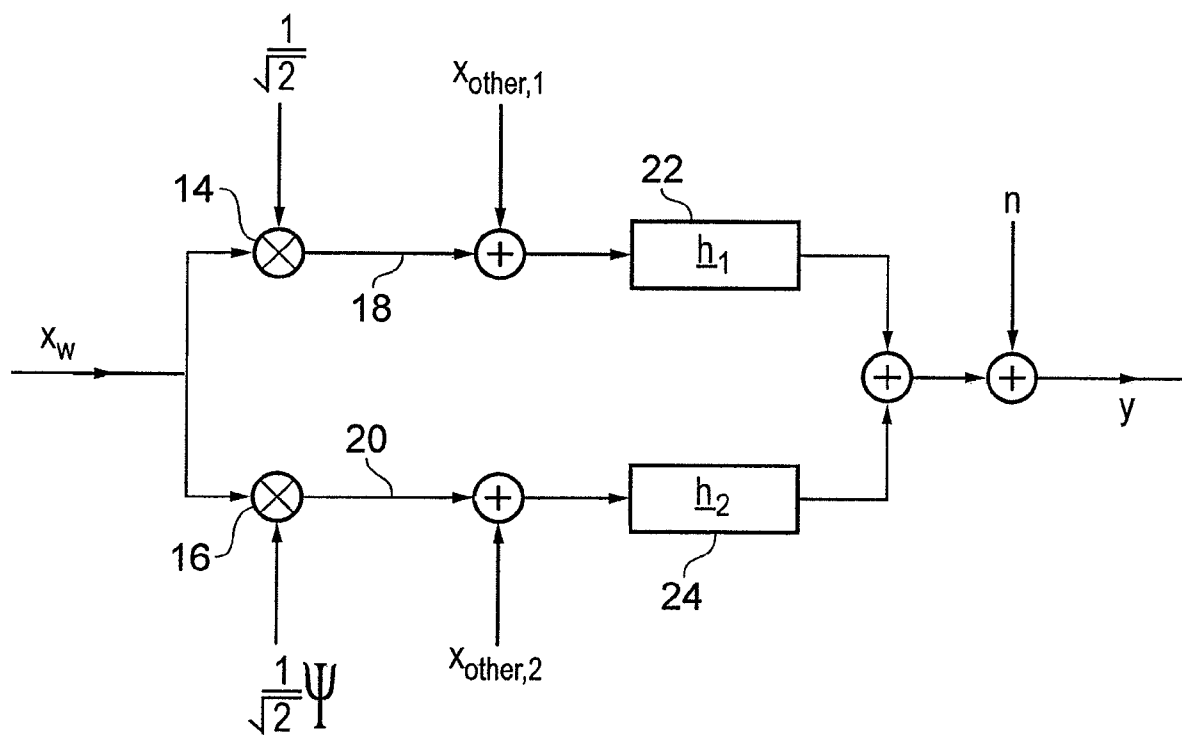 1
√2
x_other,1
14
22
n
h_1
18
x_w
y
20
h_2
16
24
1
√2 Ψ
x_other,2